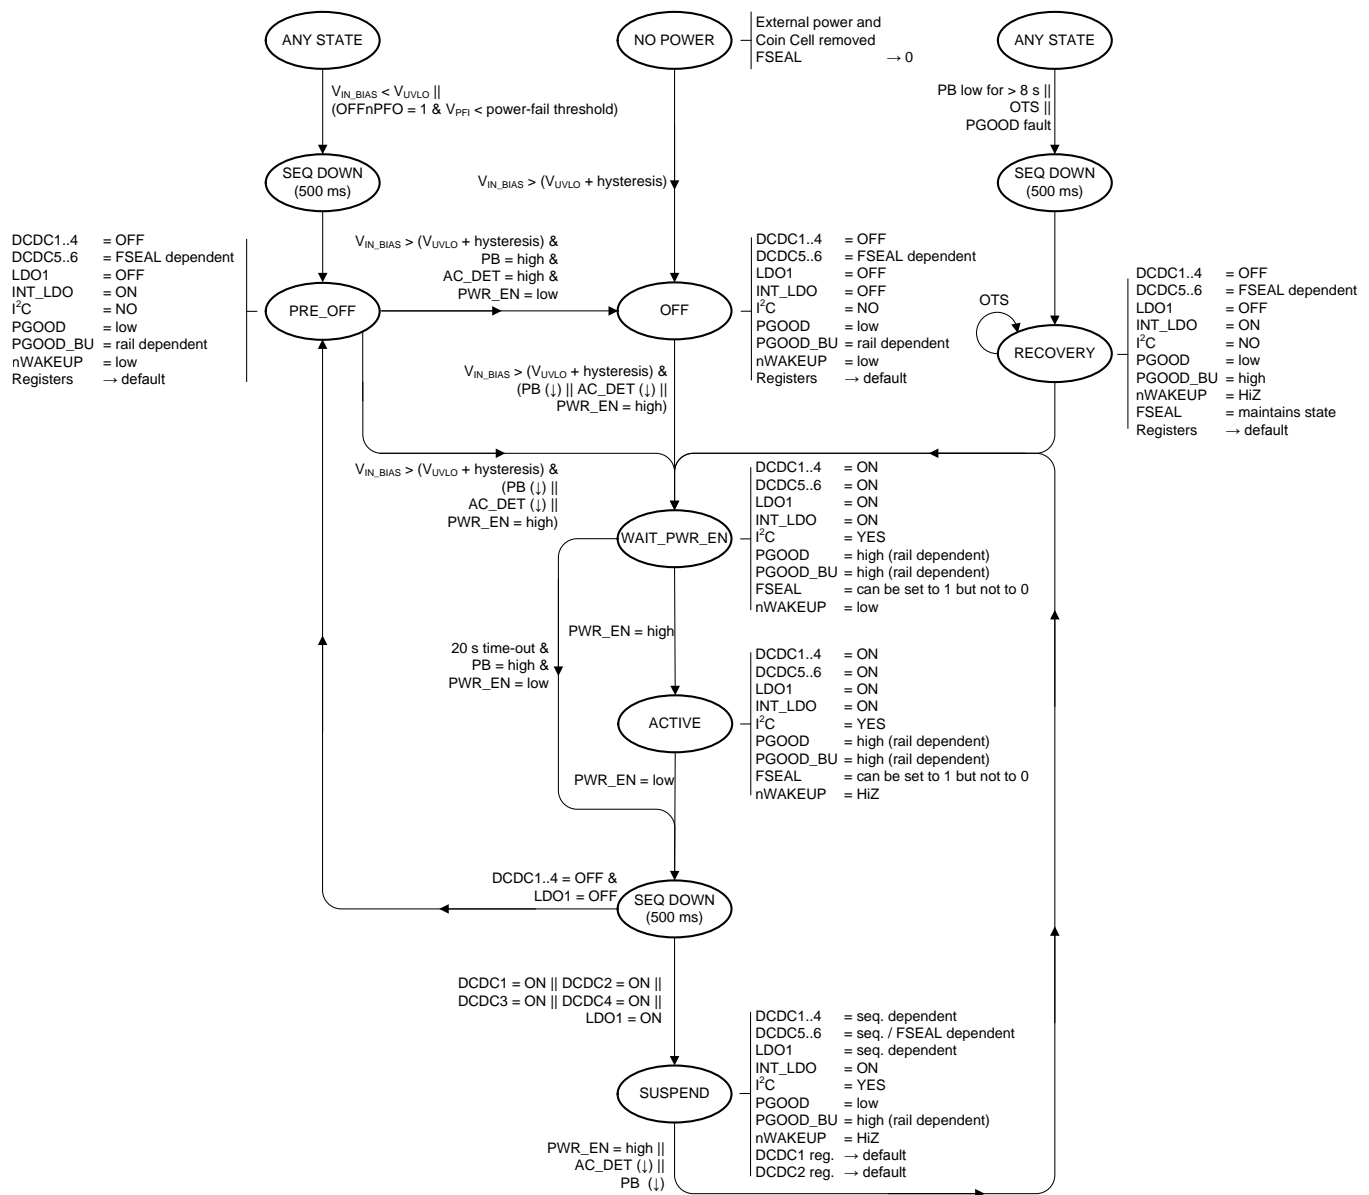 ANY STATE
NO POWER
External power and
Coin Cell removed
FSEAL → 0
ANY STATE
V_IN_BIAS < V_UVLO ||
(OFFnPFO = 1 & V_PFI < power-fail threshold)
PB low for > 8 s ||
OTS ||
PGOOD fault
SEQ DOWN
(500 ms)
V_IN_BIAS > (V_UVLO + hysteresis)
SEQ DOWN
(500 ms)
DCDC1..4 = OFF
DCDC5..6 = FSEAL dependent
LDO1 = OFF
INT_LDO = ON
I²C = NO
PGOOD = low
PGOOD_BU = rail dependent
nWAKEUP = low
Registers → default
PRE_OFF
V_IN_BIAS > (V_UVLO + hysteresis) &
PB = high &
AC_DET = high &
PWR_EN = low
OFF
DCDC1..4 = OFF
DCDC5..6 = FSEAL dependent
LDO1 = OFF
INT_LDO = OFF
I²C = NO
PGOOD = low
PGOOD_BU = rail dependent
nWAKEUP = low
Registers → default
OTS
RECOVERY
DCDC1..4 = OFF
DCDC5..6 = FSEAL dependent
LDO1 = OFF
INT_LDO = ON
I²C = NO
PGOOD = low
PGOOD_BU = high
nWAKEUP = HiZ
FSEAL = maintains state
Registers → default
V_IN_BIAS > (V_UVLO + hysteresis) &
(PB (↓) || AC_DET (↓) ||
PWR_EN = high)
V_IN_BIAS > (V_UVLO + hysteresis) &
(PB (↓) ||
AC_DET (↓) ||
PWR_EN = high)
WAIT_PWR_EN
DCDC1..4 = ON
DCDC5..6 = ON
LDO1 = ON
INT_LDO = ON
I²C = YES
PGOOD = high (rail dependent)
PGOOD_BU = high (rail dependent)
FSEAL = can be set to 1 but not to 0
nWAKEUP = low
PWR_EN = high
20 s time-out &
PB = high &
PWR_EN = low
ACTIVE
DCDC1..4 = ON
DCDC5..6 = ON
LDO1 = ON
INT_LDO = ON
I²C = YES
PGOOD = high (rail dependent)
PGOOD_BU = high (rail dependent)
FSEAL = can be set to 1 but not to 0
nWAKEUP = HiZ
PWR_EN = low
DCDC1..4 = OFF &
LDO1 = OFF
SEQ DOWN
(500 ms)
DCDC1 = ON || DCDC2 = ON ||
DCDC3 = ON || DCDC4 = ON ||
LDO1 = ON
SUSPEND
DCDC1..4 = seq. dependent
DCDC5..6 = seq. / FSEAL dependent
LDO1 = seq. dependent
INT_LDO = ON
I²C = YES
PGOOD = low
PGOOD_BU = high (rail dependent)
nWAKEUP = HiZ
DCDC1 reg. → default
DCDC2 reg. → default
PWR_EN = high ||
AC_DET (↓) ||
PB (↓)